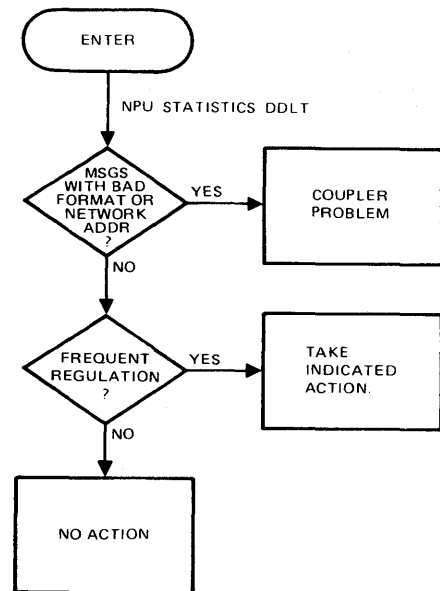 ENTER
NPU STATISTICS DDLT
MSGS
WITH BAD
FORMAT OR
NETWORK
ADDR
?
YES
COUPLER
PROBLEM
NO
FREQUENT
REGULATION
?
YES
TAKE
INDICATED
ACTION.
NO
NO ACTION